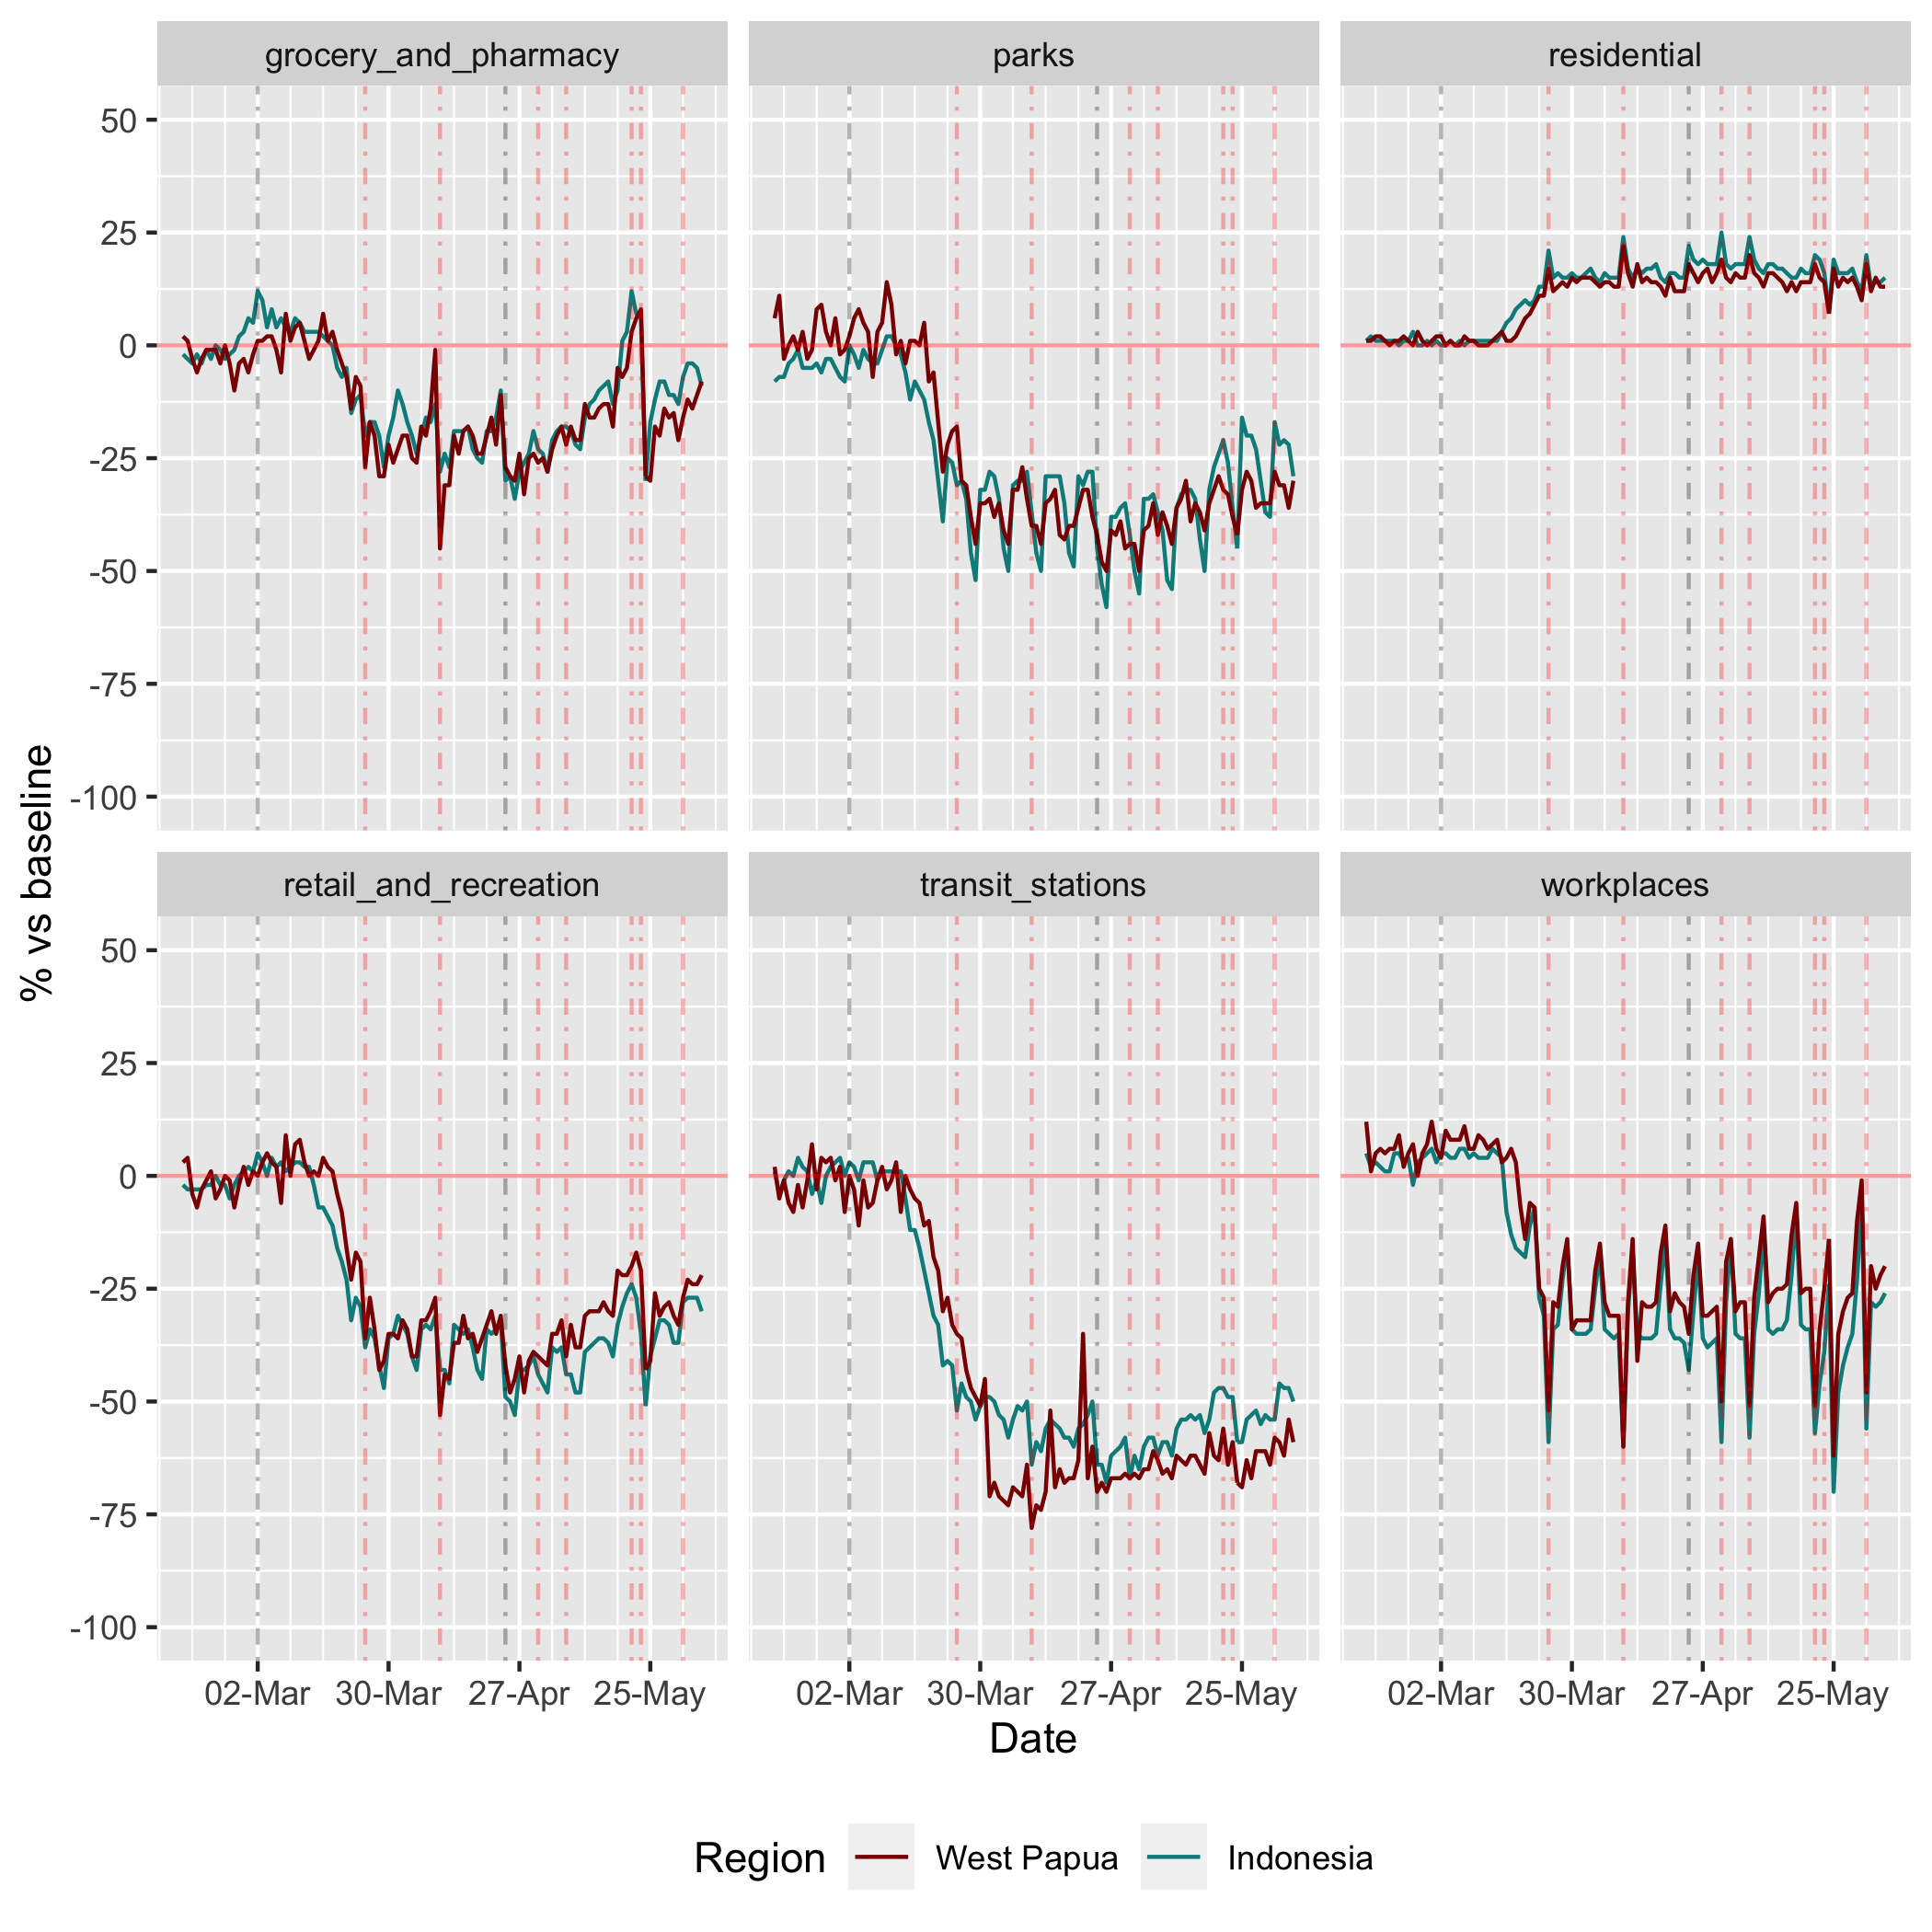 grocery_and_pharmacy parks residential
50
25
0
-25
-50
-75
-100
% vs baseline
retail_and_recreation transit_stations workplaces
50
25
0
-25
-50
-75
-100
02-Mar 30-Mar 27-Apr 25-May 02-Mar 30-Mar 27-Apr 25-May 02-Mar 30-Mar 27-Apr 25-May
Date
Region West Papua Indonesia